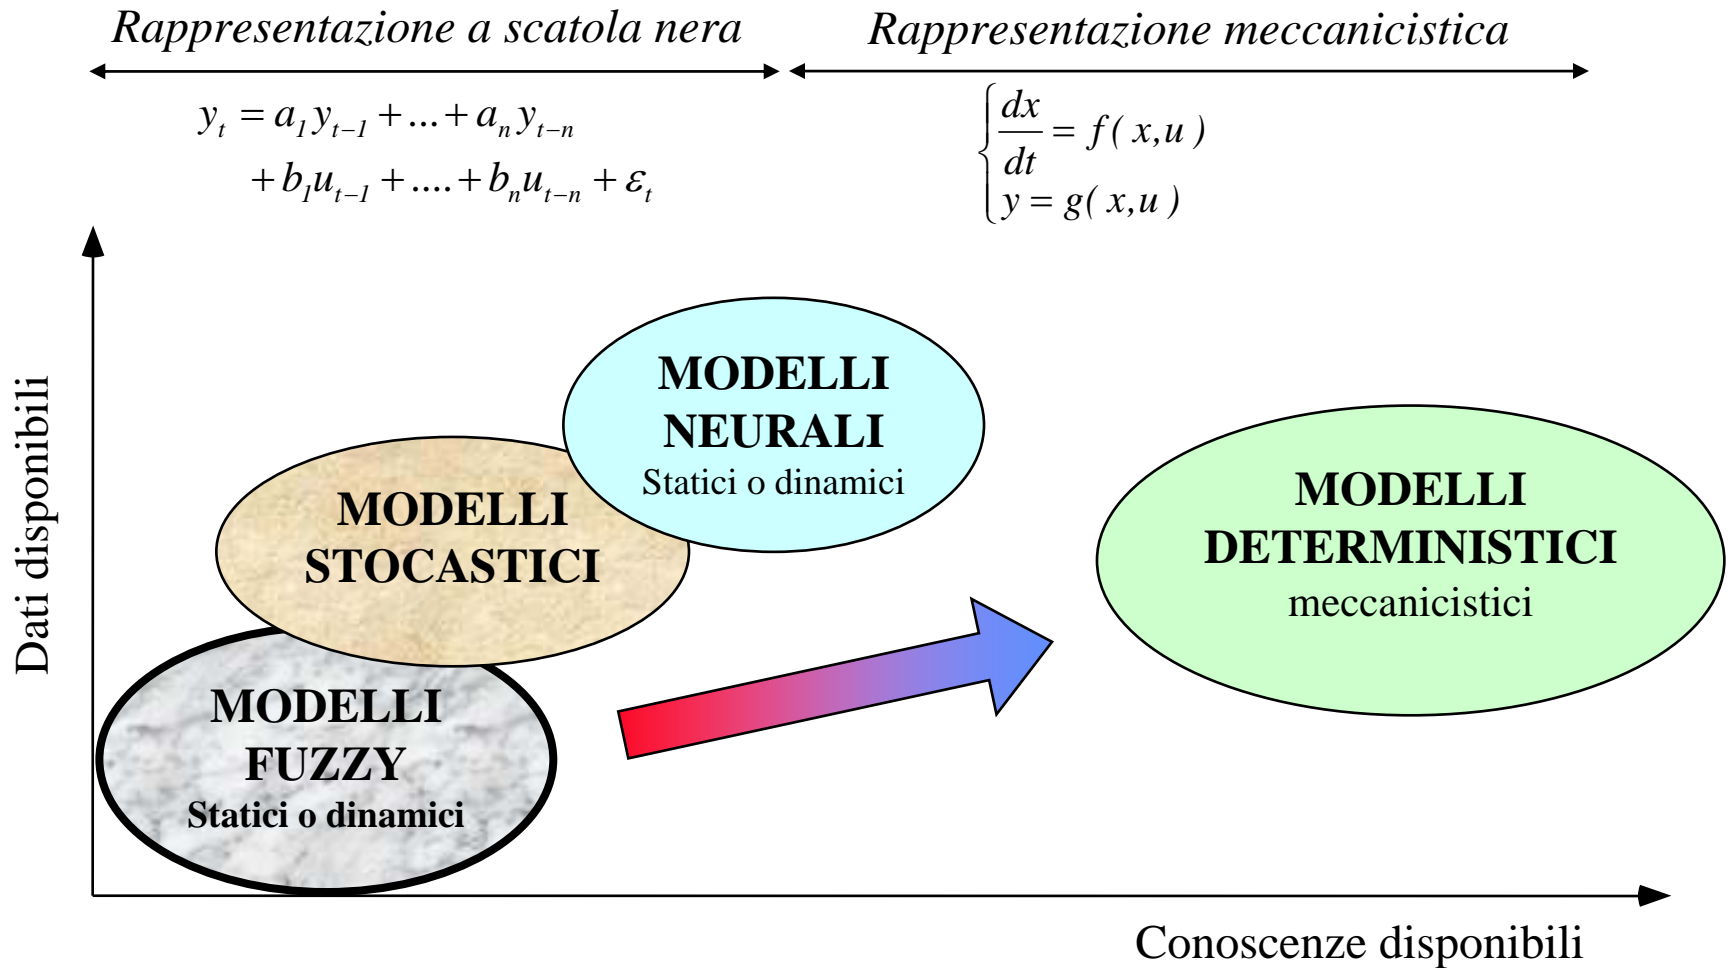 Rappresentazione a scatola nera
Rappresentazione meccanicistica
y_t = a_1 y_{t-1} + ... + a_n y_{t-n}
+ b_1 u_{t-1} + .... + b_n u_{t-n} + ε_t
dx/dt = f( x,u )
y = g( x,u )
Dati disponibili
MODELLI
NEURALI
Statici o dinamici
MODELLI
STOCASTICI
MODELLI
DETERMINISTICI
meccanicistici
MODELLI
FUZZY
Statici o dinamici
Conoscenze disponibili